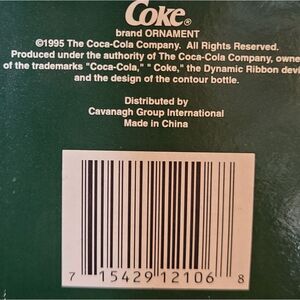 Coke®
brand ORNAMENT
©1995 The Coca-Cola Company. All Rights Reserved.
Produced under the authority of The Coca-Cola Company, owne
of the trademarks "Coca-Cola," "Coke," the Dynamic Ribbon devi
and the design of the contour bottle.
Distributed by
Cavanagh Group International
Made in China
7 15429 12106 8